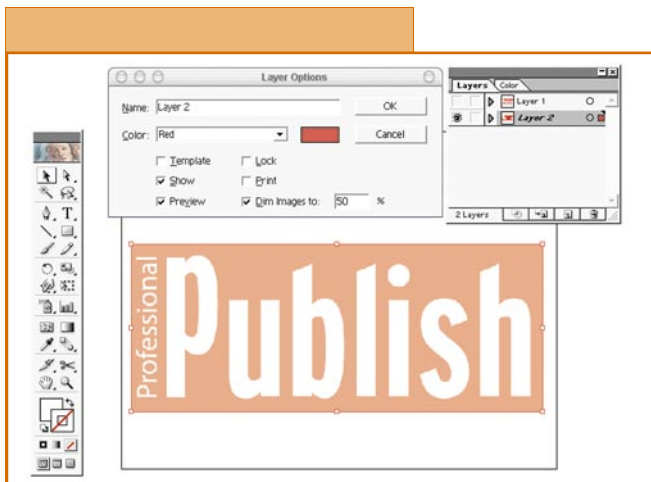 Layer Options
Name: Layer 2
OK
Color: Red
Cancel
Template
Lock
Show
Print
Preview
Dim Images to: 50 %
Layers
Color
Layer 1
Layer 2
2 Layers
T
Professional
Publish